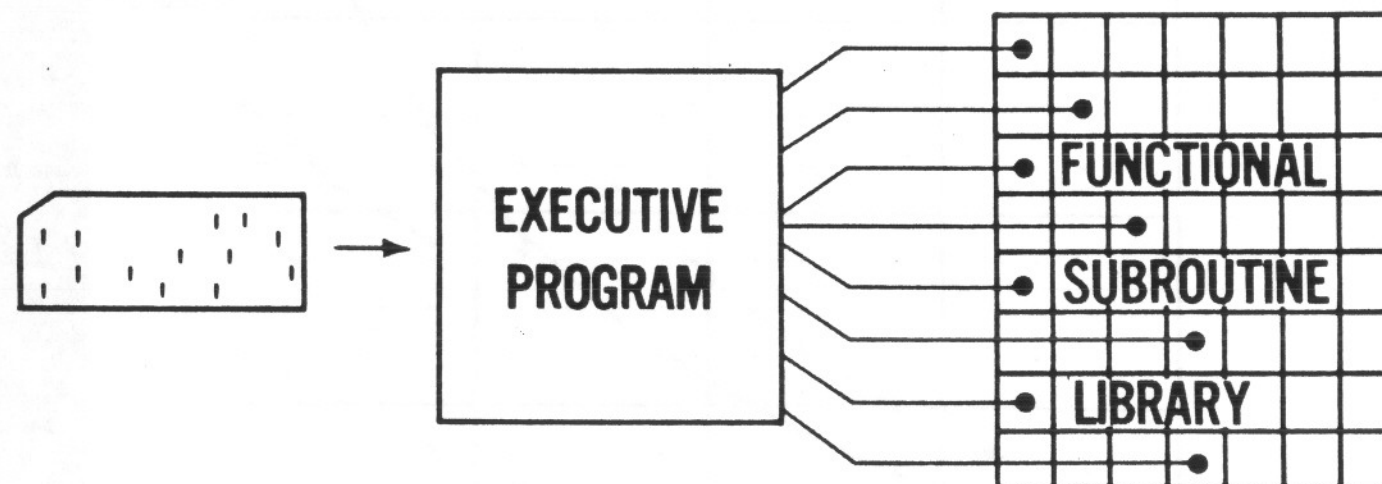 EXECUTIVE
PROGRAM
FUNCTIONAL
SUBROUTINE
LIBRARY